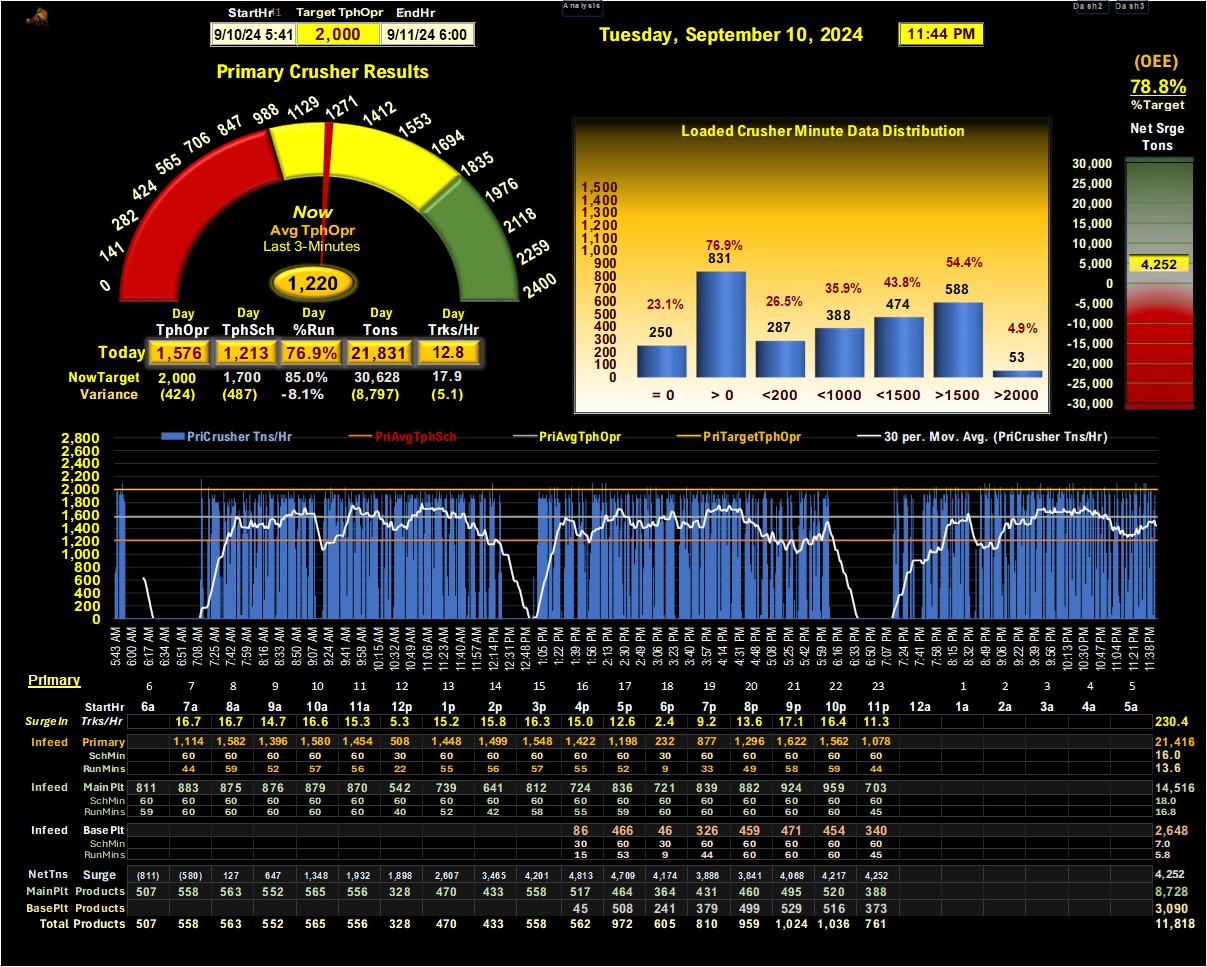 StartHr Target TphOpr EndHr
9/10/24 5:41 2,000 9/11/24 6:00
Analysis
Dash2 Dash3
Tuesday, September 10, 2024 11:44 PM
(OEE)
78.8%
%Target
Net Srge
Tons
30,000
25,000
20,000
15,000
10,000
5,000
4,252
0
-5,000
-10,000
-15,000
-20,000
-25,000
-30,000
Primary Crusher Results
0 141 282 424 565 706 847 988 1129 1271 1412 1553 1694 1835 1976 2118 2259 2400
Now
Avg TphOpr
Last 3-Minutes
1,220
Day Day Day Day Day
TphOpr TphSch %Run Tons Trks/Hr
Today 1,576 1,213 76.9% 21,831 12.8
NowTarget 2,000 1,700 85.0% 30,628 17.9
Variance (424) (487) -8.1% (8,797) (5.1)
Loaded Crusher Minute Data Distribution
1,500
1,400
1,300
1,200
1,100
1,000
900
800
700
600
500
400
300
200
100
0
23.1% 76.9% 26.5% 35.9% 43.8% 54.4% 4.9%
250 831 287 388 474 588 53
= 0 > 0 <200 <1000 <1500 >1500 >2000
PriCrusher Tns/Hr PriAvgTphSch PriAvgTphOpr PriTargetTphOpr 30 per. Mov. Avg. (PriCrusher Tns/Hr)
2,800
2,600
2,400
2,200
2,000
1,800
1,600
1,400
1,200
1,000
800
600
400
200
0
5:43 AM 6:00 AM 6:17 AM 6:34 AM 6:51 AM 7:08 AM 7:25 AM 7:42 AM 7:59 AM 8:16 AM 8:33 AM 8:50 AM 9:07 AM 9:24 AM 9:41 AM 9:58 AM 10:15 AM 10:32 AM 10:49 AM 11:06 AM 11:23 AM 11:40 AM 11:57 AM 12:14 PM 12:31 PM 12:48 PM 1:05 PM 1:22 PM 1:39 PM 1:56 PM 2:13 PM 2:30 PM 2:49 PM 3:06 PM 3:23 PM 3:40 PM 3:57 PM 4:14 PM 4:31 PM 4:48 PM 5:08 PM 5:25 PM 5:42 PM 5:59 PM 6:16 PM 6:33 PM 6:50 PM 7:07 PM 7:24 PM 7:41 PM 7:58 PM 8:15 PM 8:32 PM 8:49 PM 9:06 PM 9:22 PM 9:39 PM 9:56 PM 10:13 PM 10:30 PM 10:47 PM 11:04 PM 11:21 PM 11:38 PM
Primary
6 7 8 9 10 11 12 13 14 15 16 17 18 19 20 21 22 23 1 2 3 4 5
StartHr 6a 7a 8a 9a 10a 11a 12p 1p 2p 3p 4p 5p 6p 7p 8p 9p 10p 11p 12a 1a 2a 3a 4a 5a
SurgeIn Trks/Hr 16.7 16.7 14.7 16.6 15.3 5.3 15.2 15.8 16.3 15.0 12.6 2.4 9.2 13.6 17.1 16.4 11.3 230.4
Infeed Primary 1,114 1,582 1,396 1,580 1,454 508 1,448 1,499 1,548 1,422 1,198 232 877 1,296 1,622 1,562 1,078 21,416
SchMin 60 60 60 60 60 30 60 60 60 60 60 30 60 60 60 60 60 16.0
RunMins 44 59 52 57 56 22 55 56 57 55 52 9 33 49 58 59 44 13.6
Infeed MainPlt 811 883 875 876 879 870 542 739 641 812 724 836 721 839 882 924 959 703 14,516
SchMin 60 60 60 60 60 60 60 60 60 60 60 60 60 60 60 60 60 45 18.0
RunMins 59 60 60 60 60 60 40 52 42 58 55 59 60 60 60 60 60 45 16.8
Infeed BasePlt 86 466 46 326 459 471 454 340 2,648
SchMin 30 60 30 60 60 60 60 60 7.0
RunMins 15 53 9 44 60 60 60 45 5.8
NetTns Surge (811) (580) 127 647 1,348 1,932 1,898 2,607 3,465 4,201 4,813 4,709 4,174 3,886 3,841 4,068 4,217 4,252 4,252
MainPlt Products 507 558 563 552 565 556 328 470 433 558 517 464 364 431 460 495 520 388 8,728
BasePlt Products 45 508 241 379 499 529 516 373 3,090
Total Products 507 558 563 552 565 556 328 470 433 558 562 972 605 810 959 1,024 1,036 761 11,818